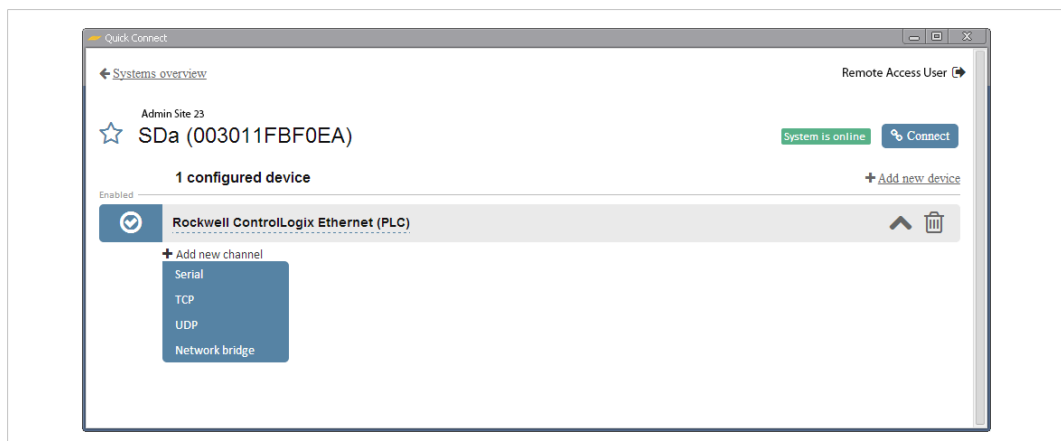 Quick Connect
Systems overview
Remote Access User
Admin Site 23
SDa (003011FBF0EA)
System is online
Connect
1 configured device
Add new device
Enabled
Rockwell ControlLogix Ethernet (PLC)
Add new channel
Serial
TCP
UDP
Network bridge